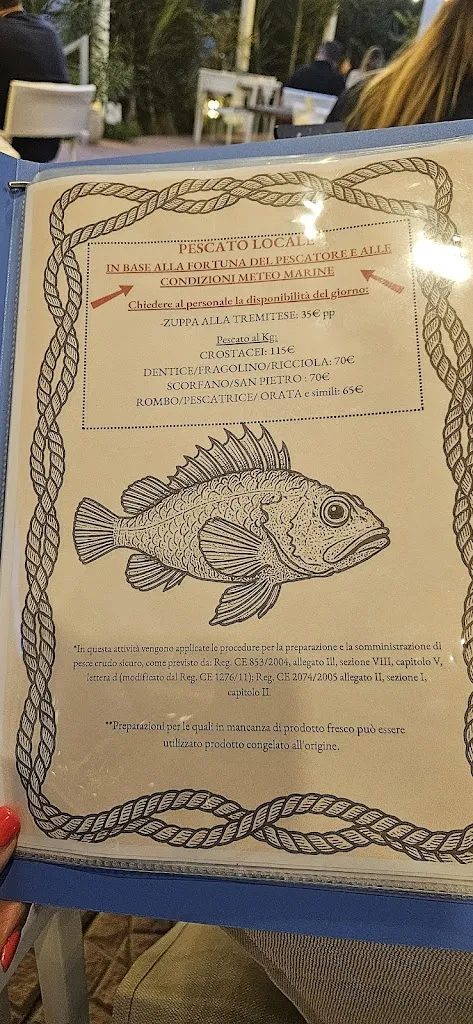 PESCATO LOCALE
IN BASE ALLA FORTUNA DEL PESCATORE E ALLE
CONDIZIONI METEO MARINE
Chiedere al personale la disponibilità del giorno:
-ZUPPA ALLA TREMITESE: 35€ pp
Pescato al Kg:
CROSTACEI: 115€
DENTICE/FRAGOLINO/RICCIOLA: 70€
SCORFANO/SAN PIETRO : 70€
ROMBO/PESCATRICE/ ORATA e simili: 65€
*In questa attività vengono applicate le procedure per la preparazione e la somministrazione di
pesce crudo sicuro, come previsto da: Reg. CE 853/2004, allegato III, sezione VIII, capitolo V,
lettera d (modificato dal Reg. CE 1276/11); Reg. CE 2074/2005 allegato II, sezione I,
capitolo II.
**Preparazioni per le quali in mancanza di prodotto fresco può essere
utilizzato prodotto congelato all'origine.